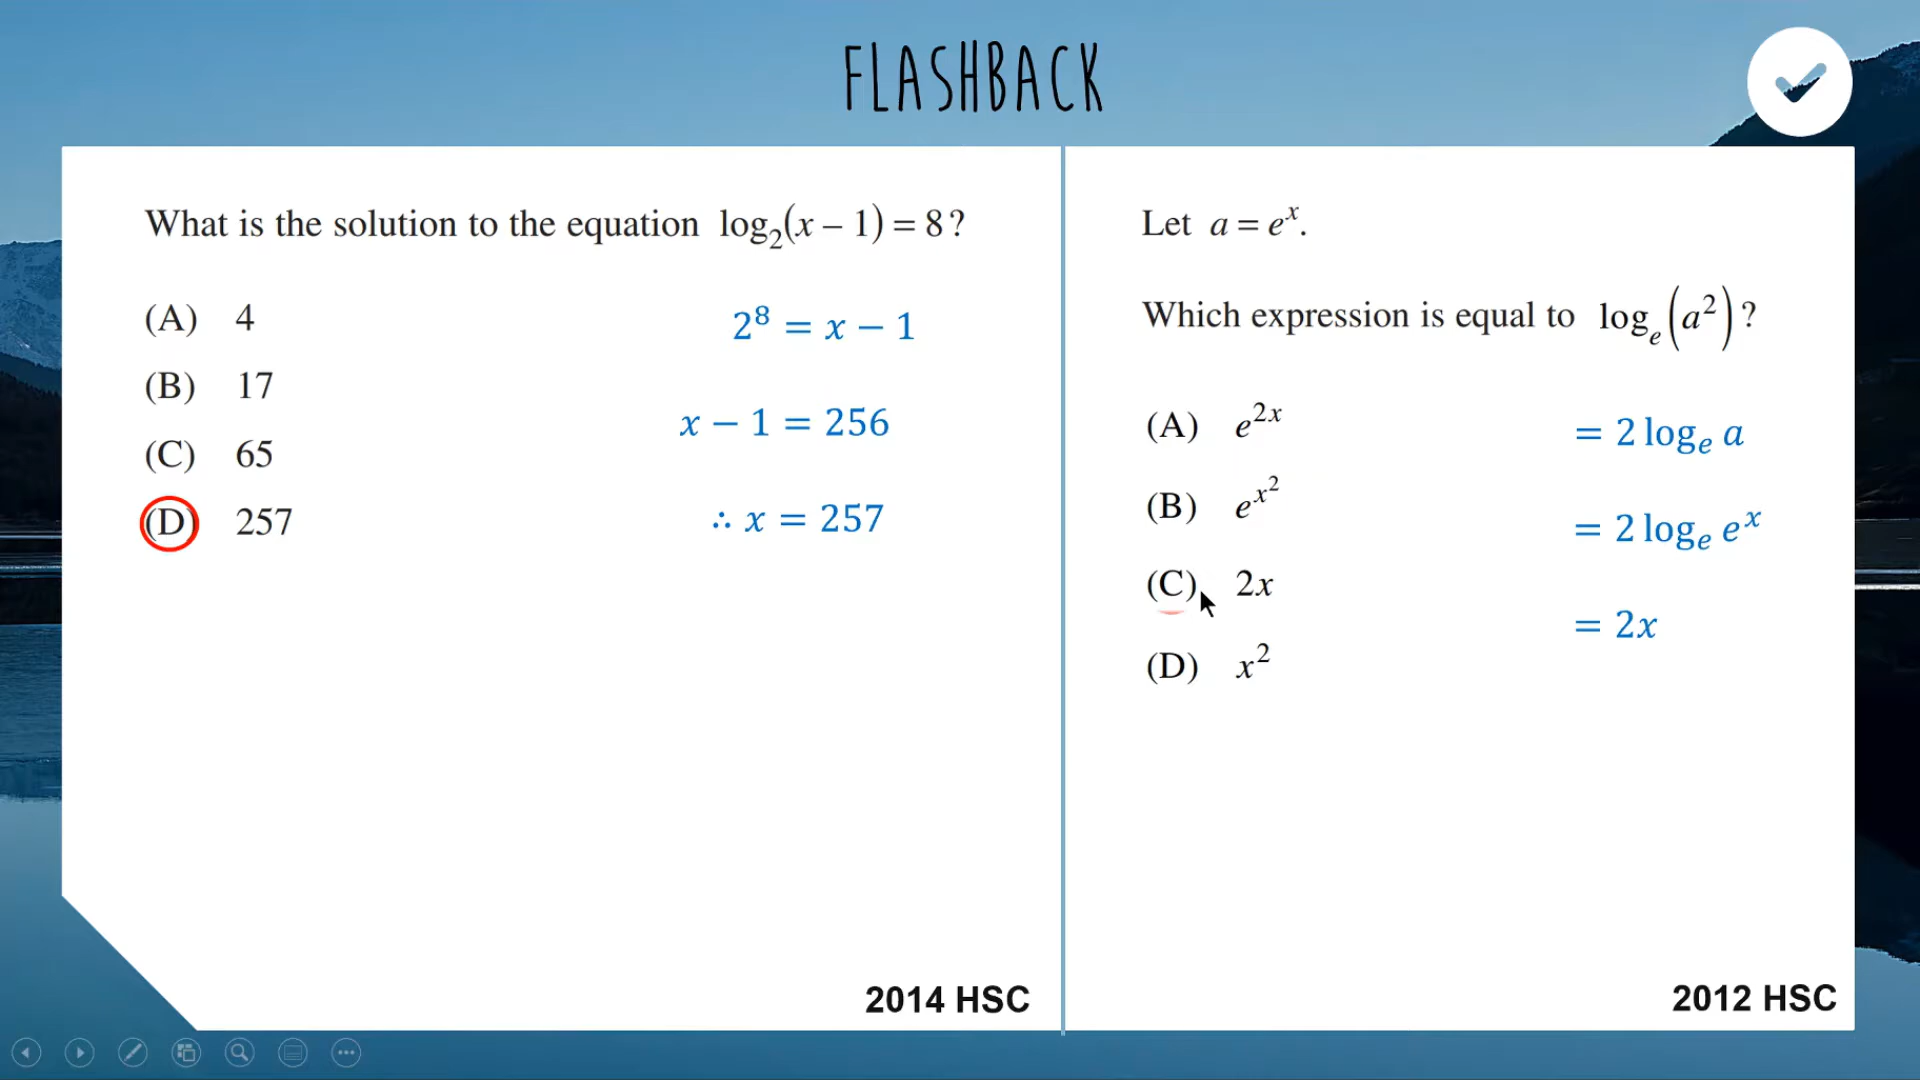 FLASHBACK
What is the solution to the equation log₂(x – 1) = 8?
(A) 4
(B) 17
(C) 65
(D) 257
2⁸ = x − 1
x − 1 = 256
∴ x = 257
2014 HSC
Let a = eˣ.
Which expression is equal to logₑ(a²)?
(A) e²ˣ
(B) e^x²
(C) 2x
(D) x²
= 2 logₑ a
= 2 logₑ eˣ
= 2x
2012 HSC